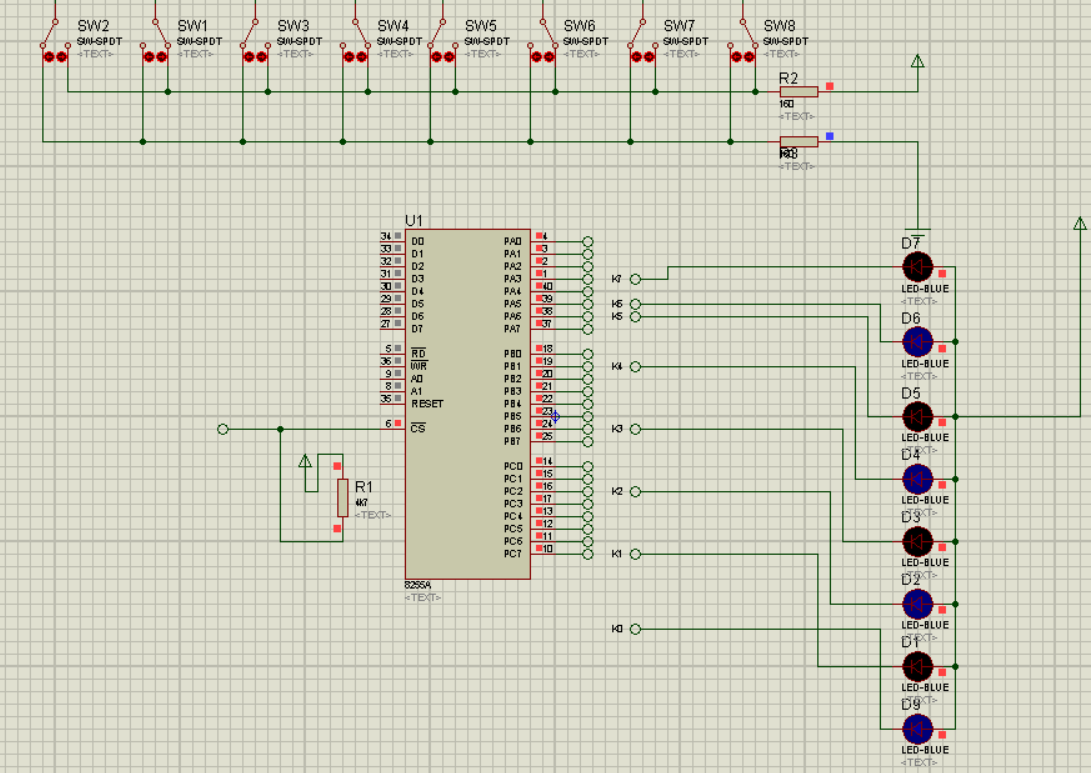 SW2 SW1 SW3 SW4 SW5 SW6 SW7 SW8
SW-SPDT SW-SPDT SW-SPDT SW-SPDT SW-SPDT SW-SPDT SW-SPDT SW-SPDT
<TEXT> <TEXT> <TEXT> <TEXT> <TEXT> <TEXT> <TEXT> <TEXT>
R2
160
<TEXT>
<TEXT>
U1
34 D0 PA0 4
33 D1 PA1 3
32 D2 PA2 2
31 D3 PA3 1
30 D4 PA4 40
29 D5 PA5 39
28 D6 PA6 38
27 D7 PA7 37
5 RD PB0 18
36 WR PB1 19
9 A0 PB2 20
8 A1 PB3 21
35 RESET PB4 22
PB5 23
6 CS PB6 24
PB7 25
PC0 14
PC1 15
PC2 16
PC3 17
PC4 13
PC5 12
PC6 11
PC7 10
8255A
<TEXT>
R1
4k7
<TEXT>
K7
K5
K5
K4
K3
K2
K1
K0
D7
LED-BLUE
<TEXT>
D6
LED-BLUE
<TEXT>
D5
LED-BLUE
<TEXT>
D4
LED-BLUE
<TEXT>
D3
LED-BLUE
<TEXT>
D2
LED-BLUE
<TEXT>
D1
LED-BLUE
<TEXT>
D9
LED-BLUE
<TEXT>